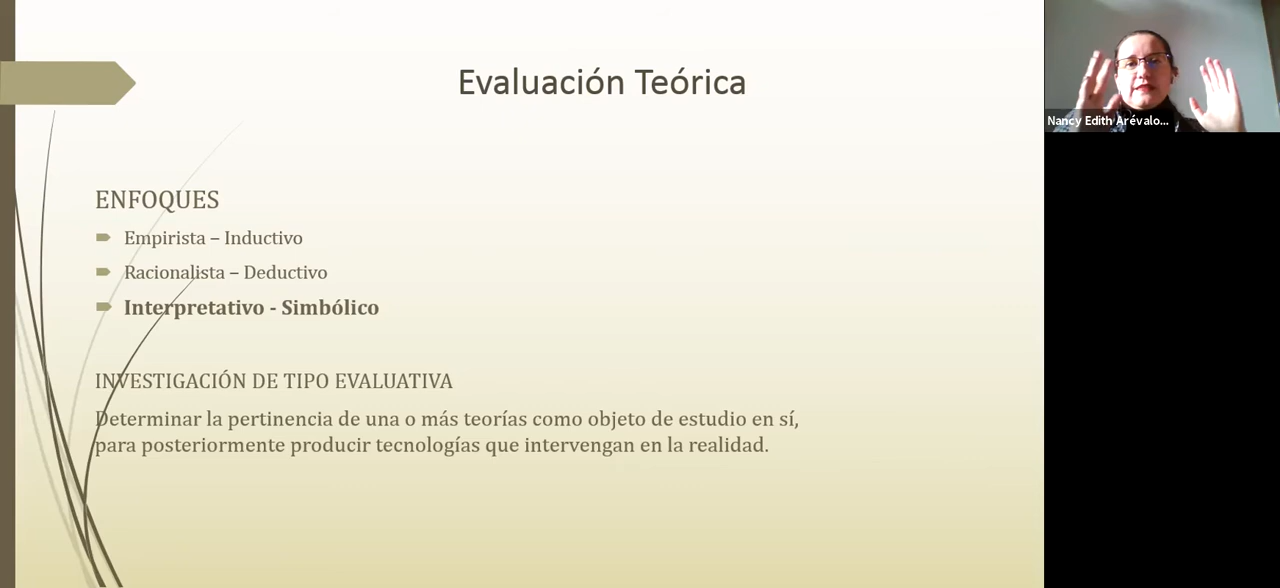 Evaluación Teórica
Nancy Edith Arévalo...
ENFOQUES
Empirista – Inductivo
Racionalista – Deductivo
Interpretativo - Simbólico
INVESTIGACIÓN DE TIPO EVALUATIVA
Determinar la pertinencia de una o más teorías como objeto de estudio en sí,
para posteriormente producir tecnologías que intervengan en la realidad.